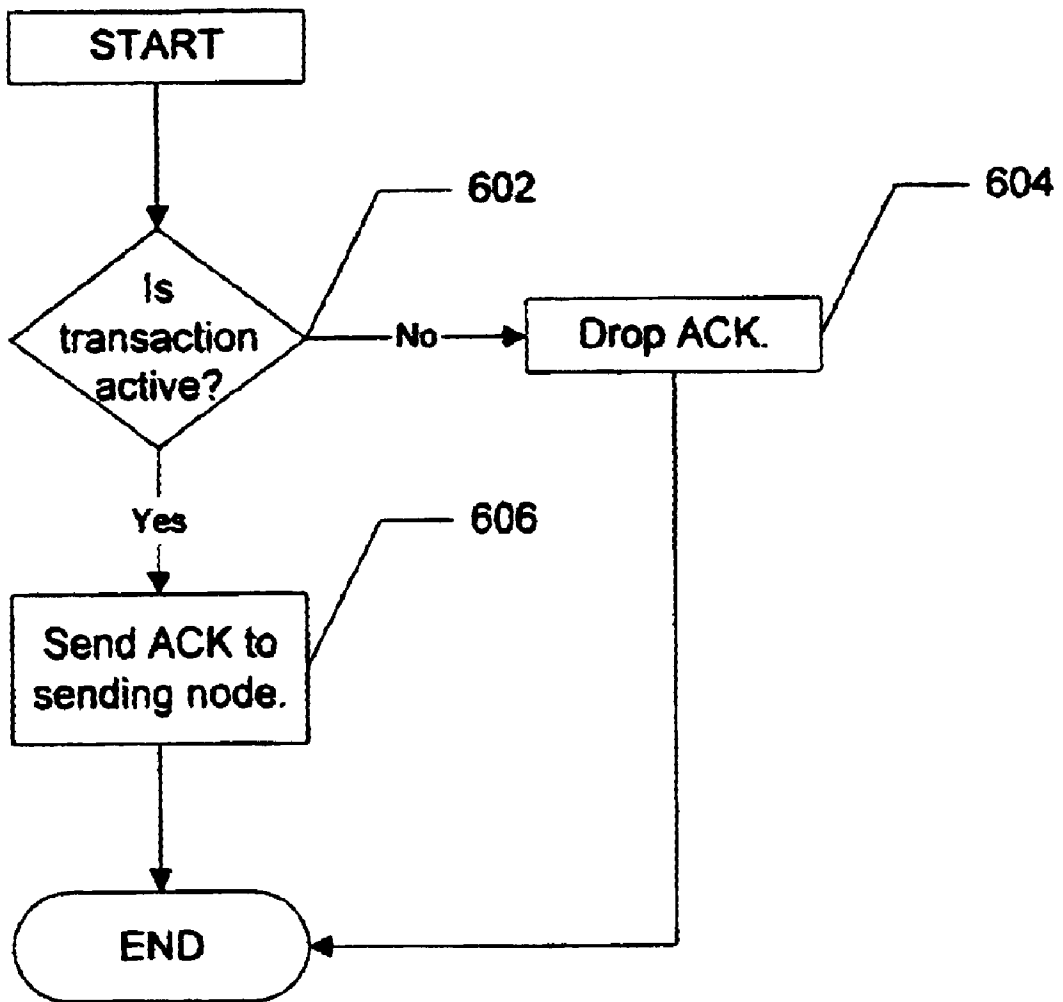 START
602
604
Is
transaction
active?
No
Drop ACK.
Yes
606
Send ACK to
sending node.
END